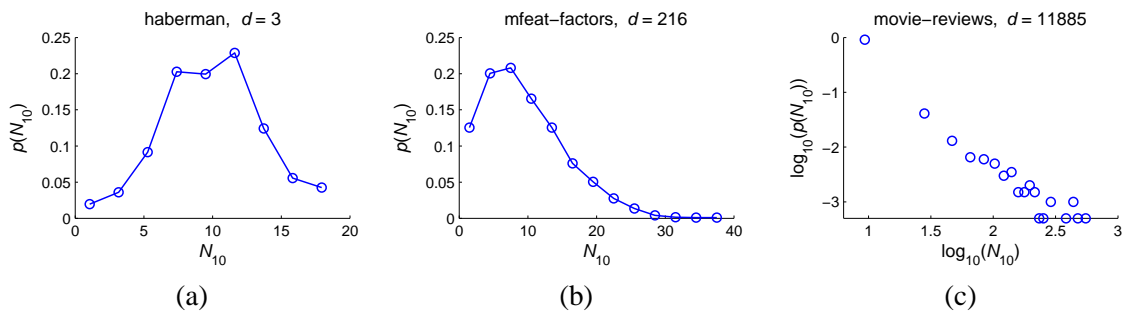 haberman, d = 3
p(N10)
0.25
0.2
0.15
0.1
0.05
0
0 5 10 15 20
N10
(a)
mfeat−factors, d = 216
p(N10)
0.25
0.2
0.15
0.1
0.05
0
0 10 20 30 40
N10
(b)
movie−reviews, d = 11885
log10(p(N10))
0
−1
−2
−3
1 1.5 2 2.5 3
log10(N10)
(c)